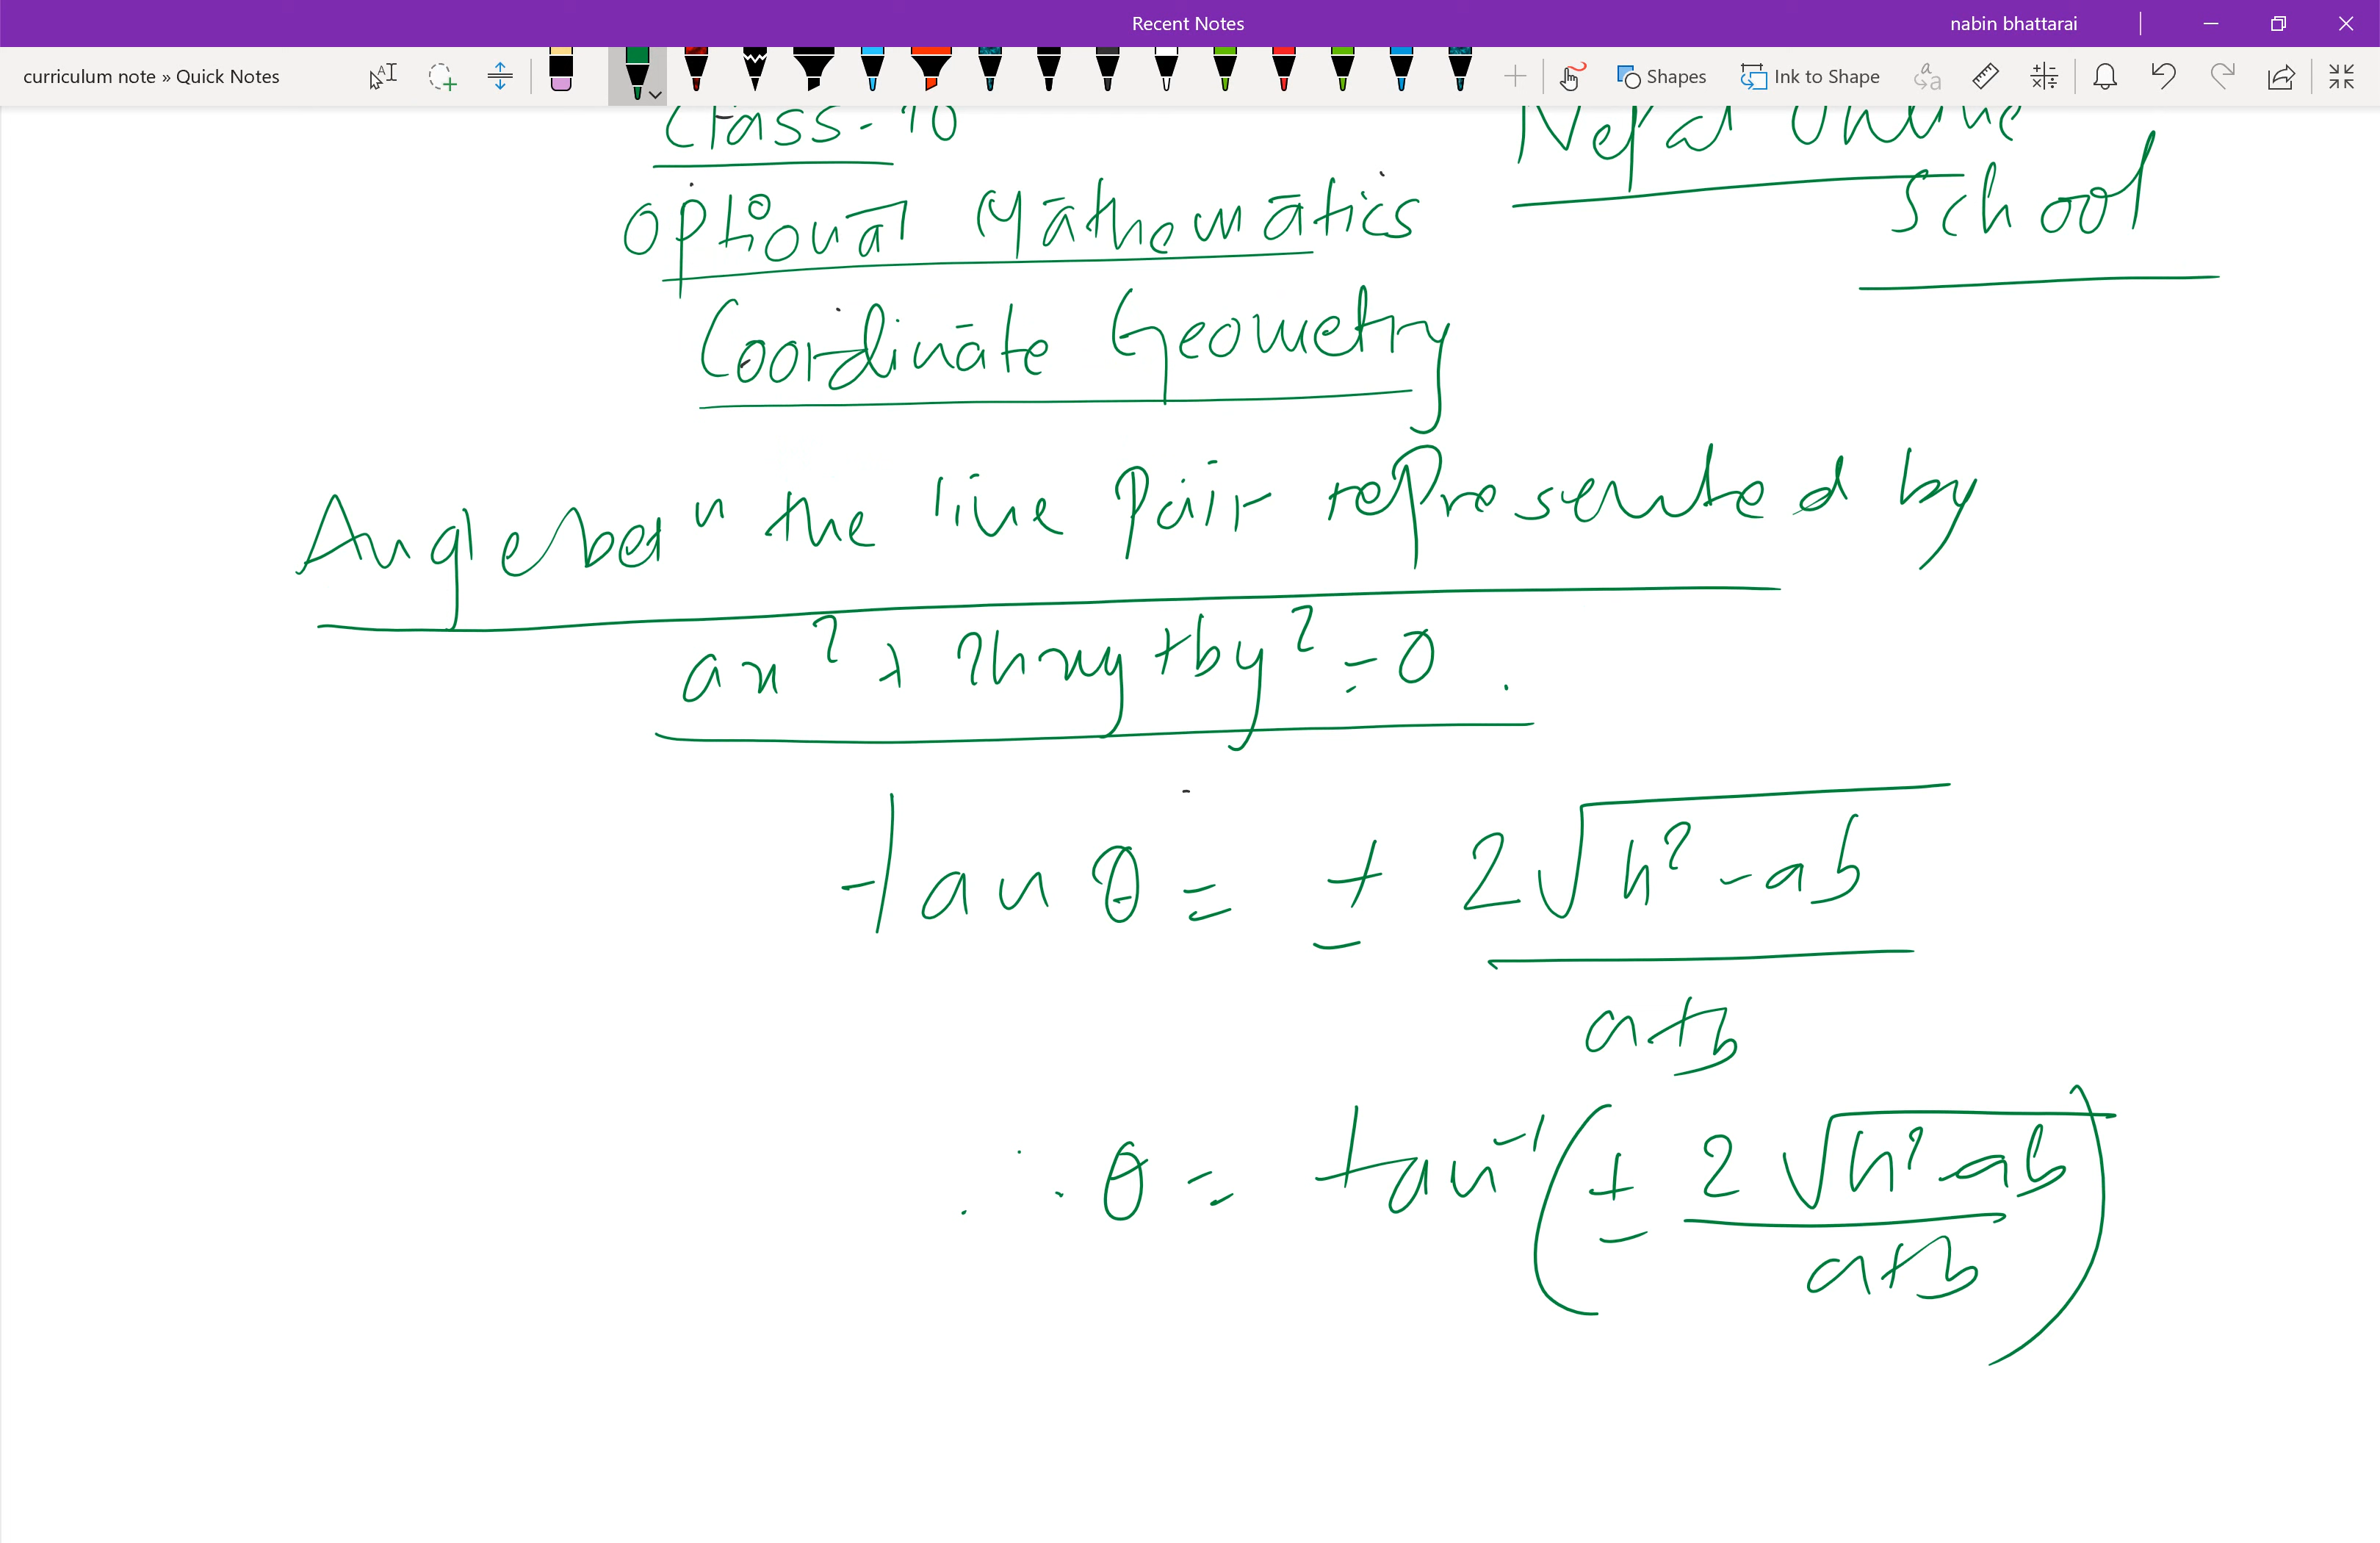 Recent Notes nabin bhattarai
curriculum note » Quick Notes Shapes Ink to Shape
Class-10 Nepal Online
School
Optional Mathematics
Coordinate Geometry
Angle betⁿ the line pair represented by
ax² + 2hxy + by² = 0.
tan θ = ± 2√(h² - ab)
a+b
∴ θ = tan⁻¹(± 2√(h² - ab)
a+b)